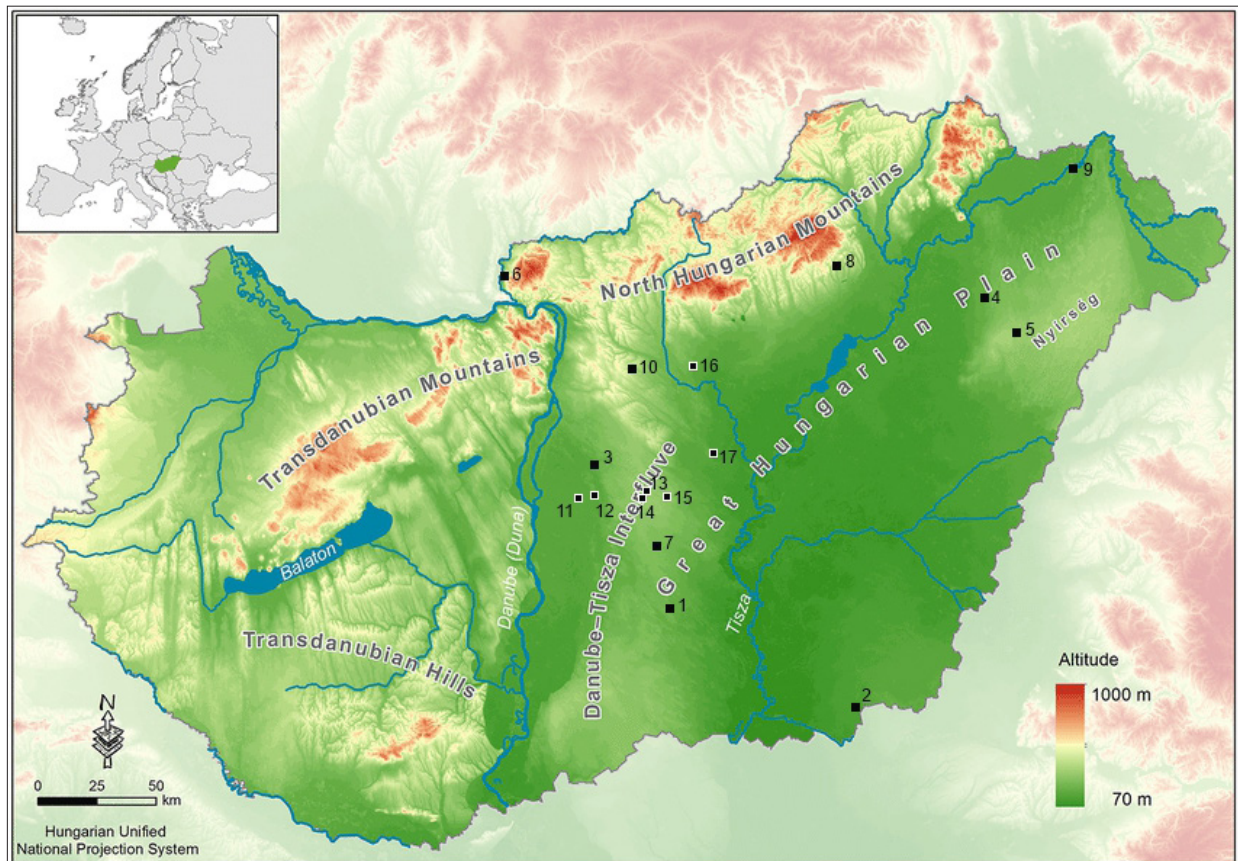 9
North Hungarian Mountains
6
8
4
5
Nyírség
Great Hungarian Plain
10
16
Transdanubian Mountains
3
17
13
11
12
14
15
Danube–Tisza Interfluve
7
Balaton
Danube (Duna)
1
Tisza
Transdanubian Hills
2
Altitude
1000 m
70 m
N
0 25 50
km
Hungarian Unified
National Projection System